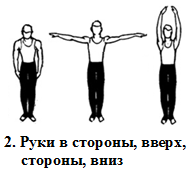 2. Руки в стороны, вверх,
стороны, вниз